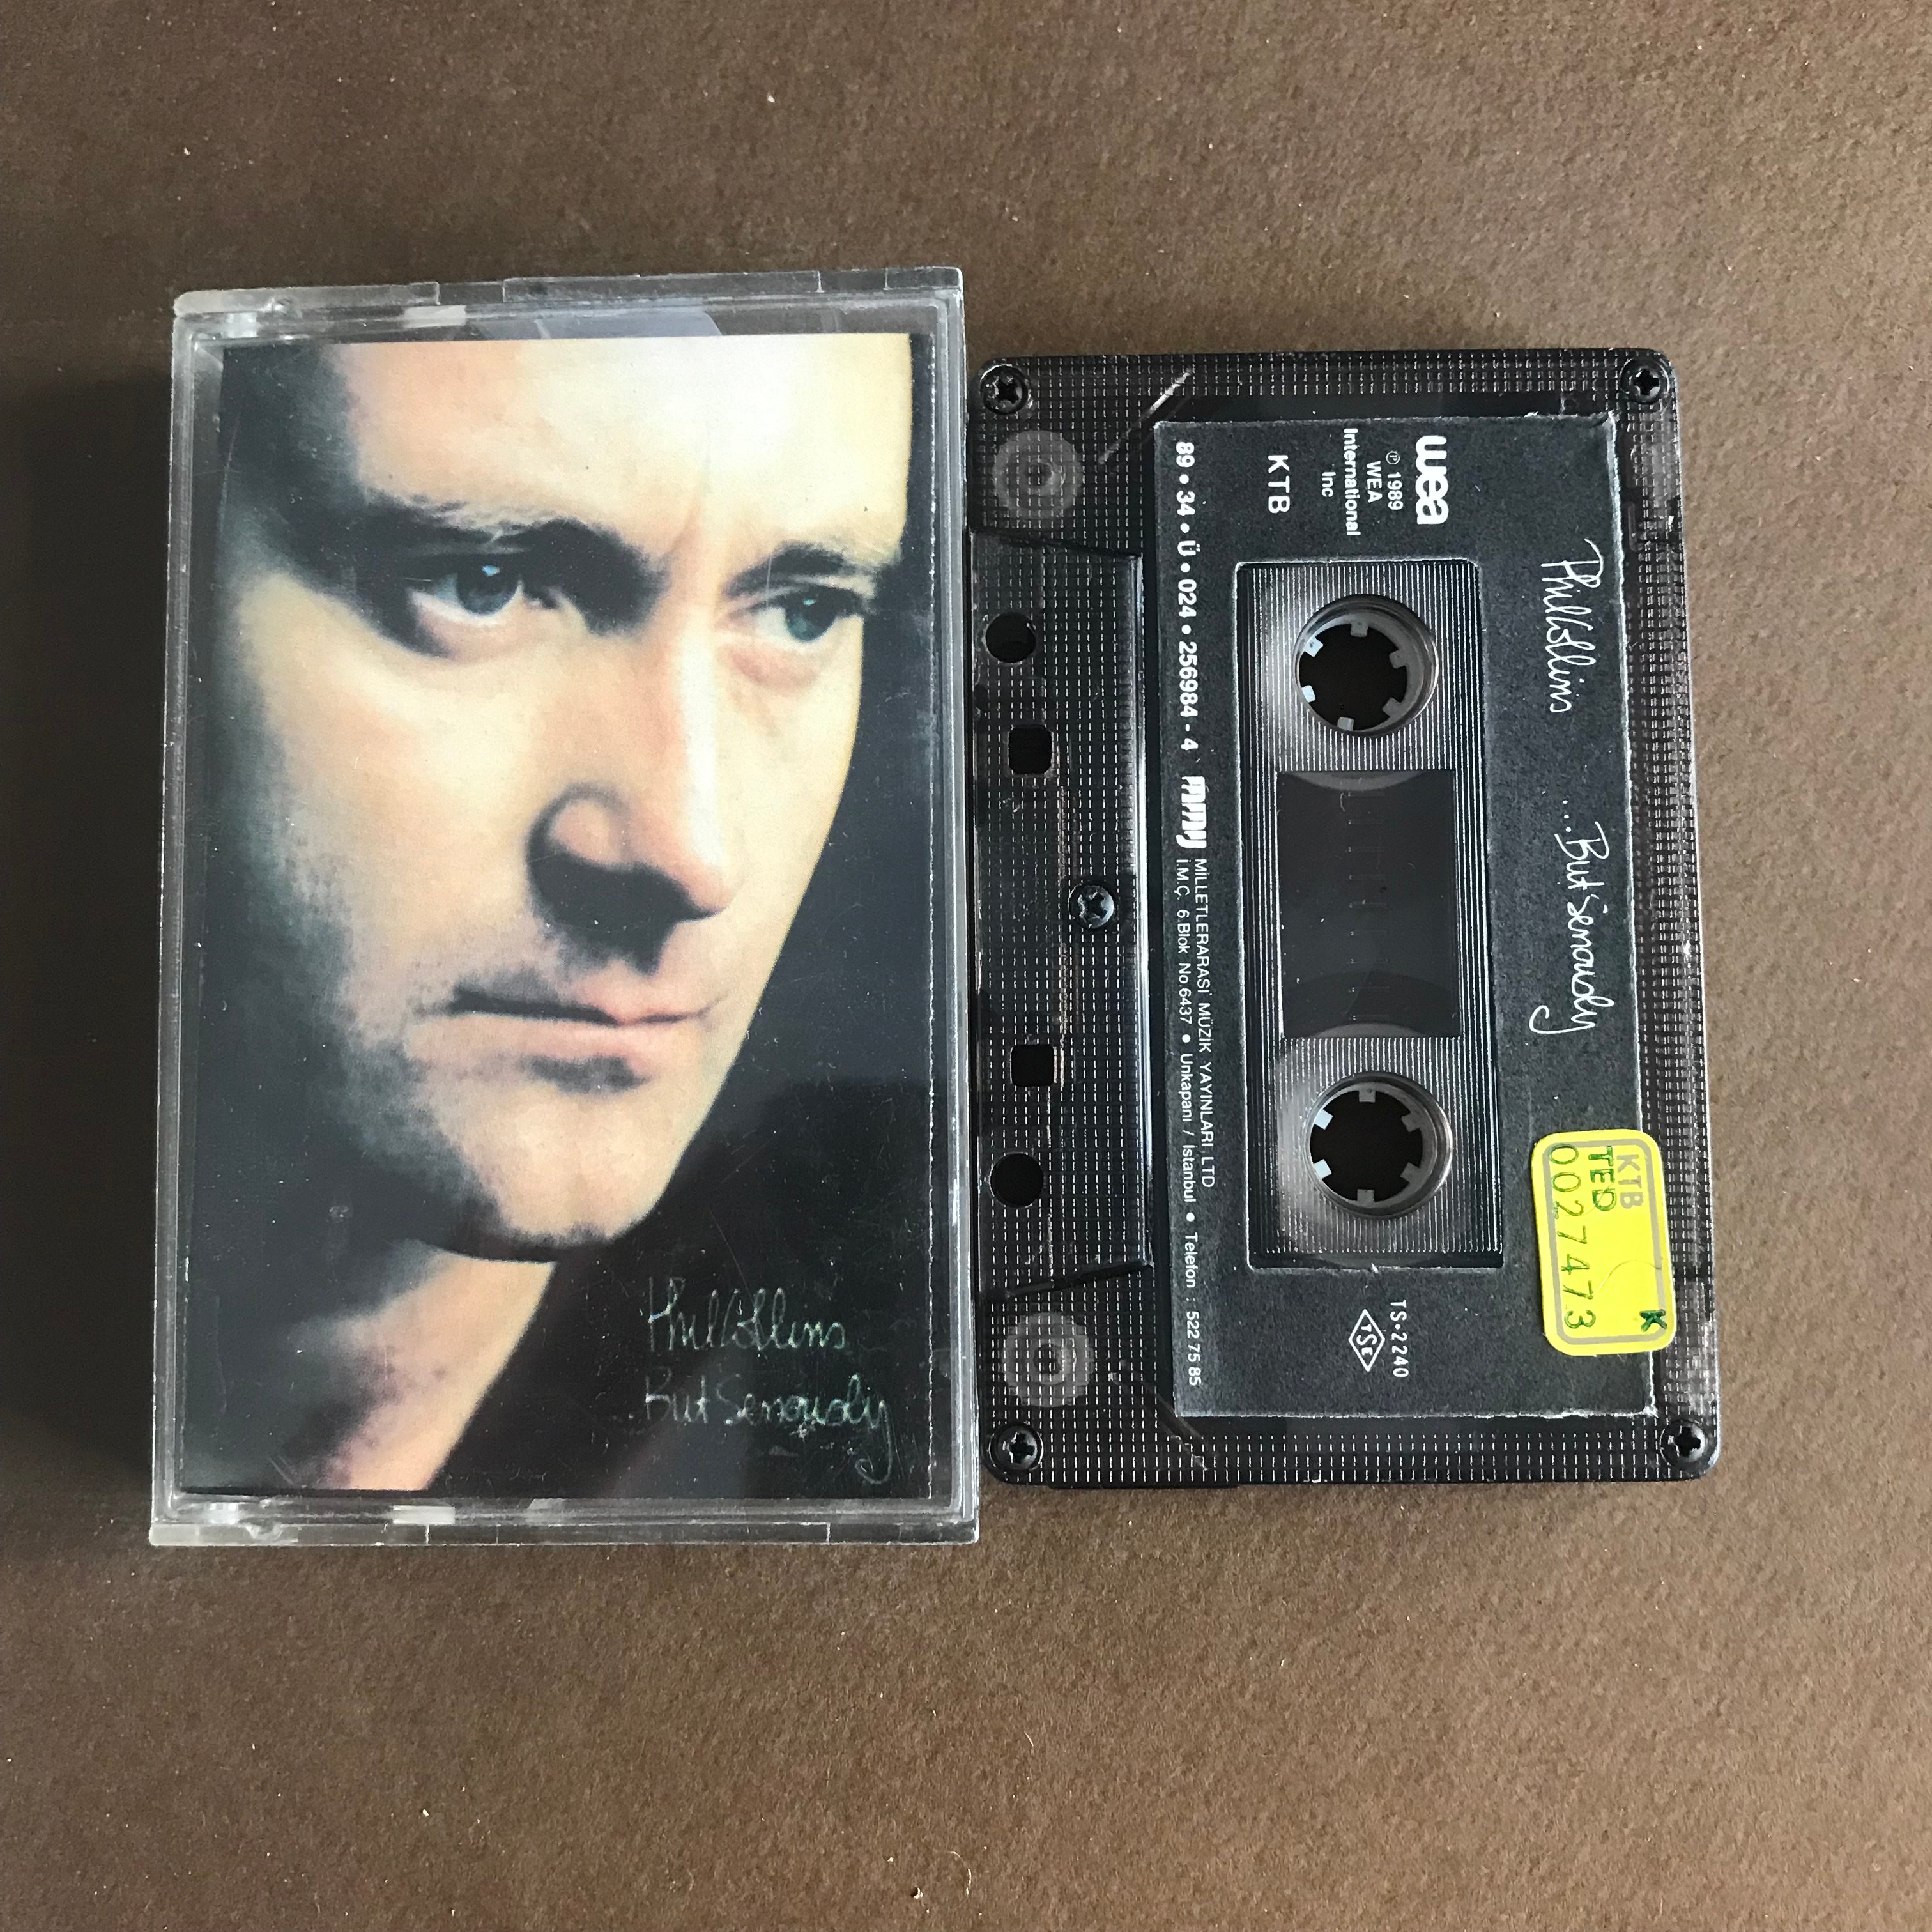 Phil Collins
...But Seriously
Phil Collins ...But Seriously
wea
℗ 1989
WEA
International
Inc
KTB
TS•2240
TSE
89 • 34 • Ü • 024 • 256984 - 4
MİLLETLERARASI MÜZİK YAYINLARI LTD
İ.M.Ç. 6.Blok No.6437 • Unkapanı / İstanbul • Telefon : 522 75 85
KTB
TED
0027473
K